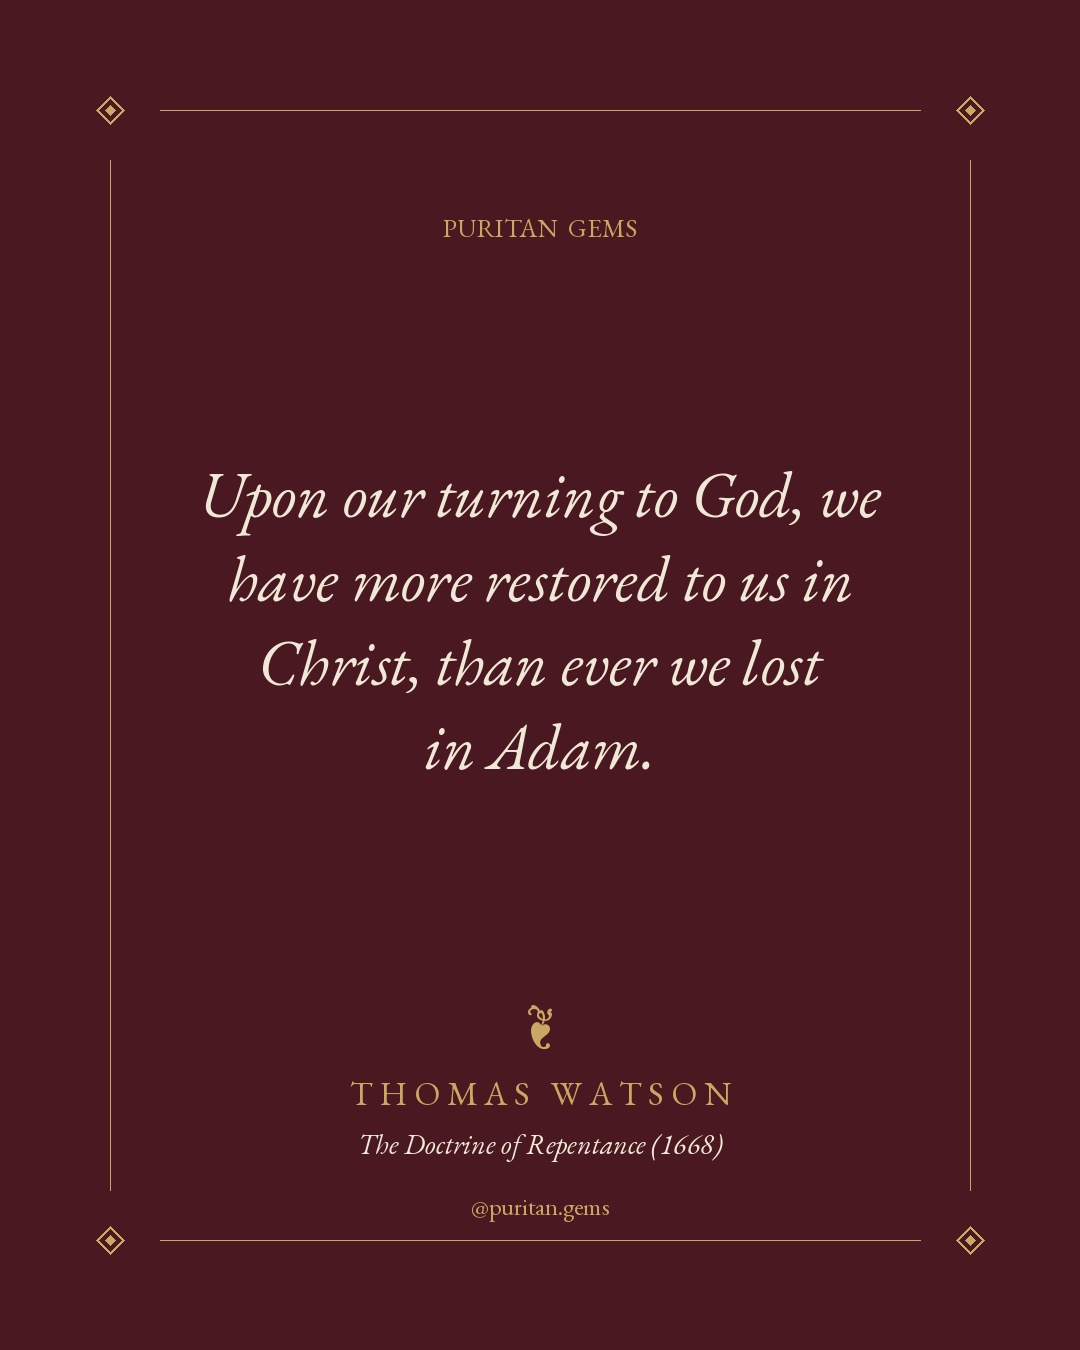 PURITAN GEMS
Upon our turning to God, we
have more restored to us in
Christ, than ever we lost
in Adam.
THOMAS WATSON
The Doctrine of Repentance (1668)
@puritan.gems